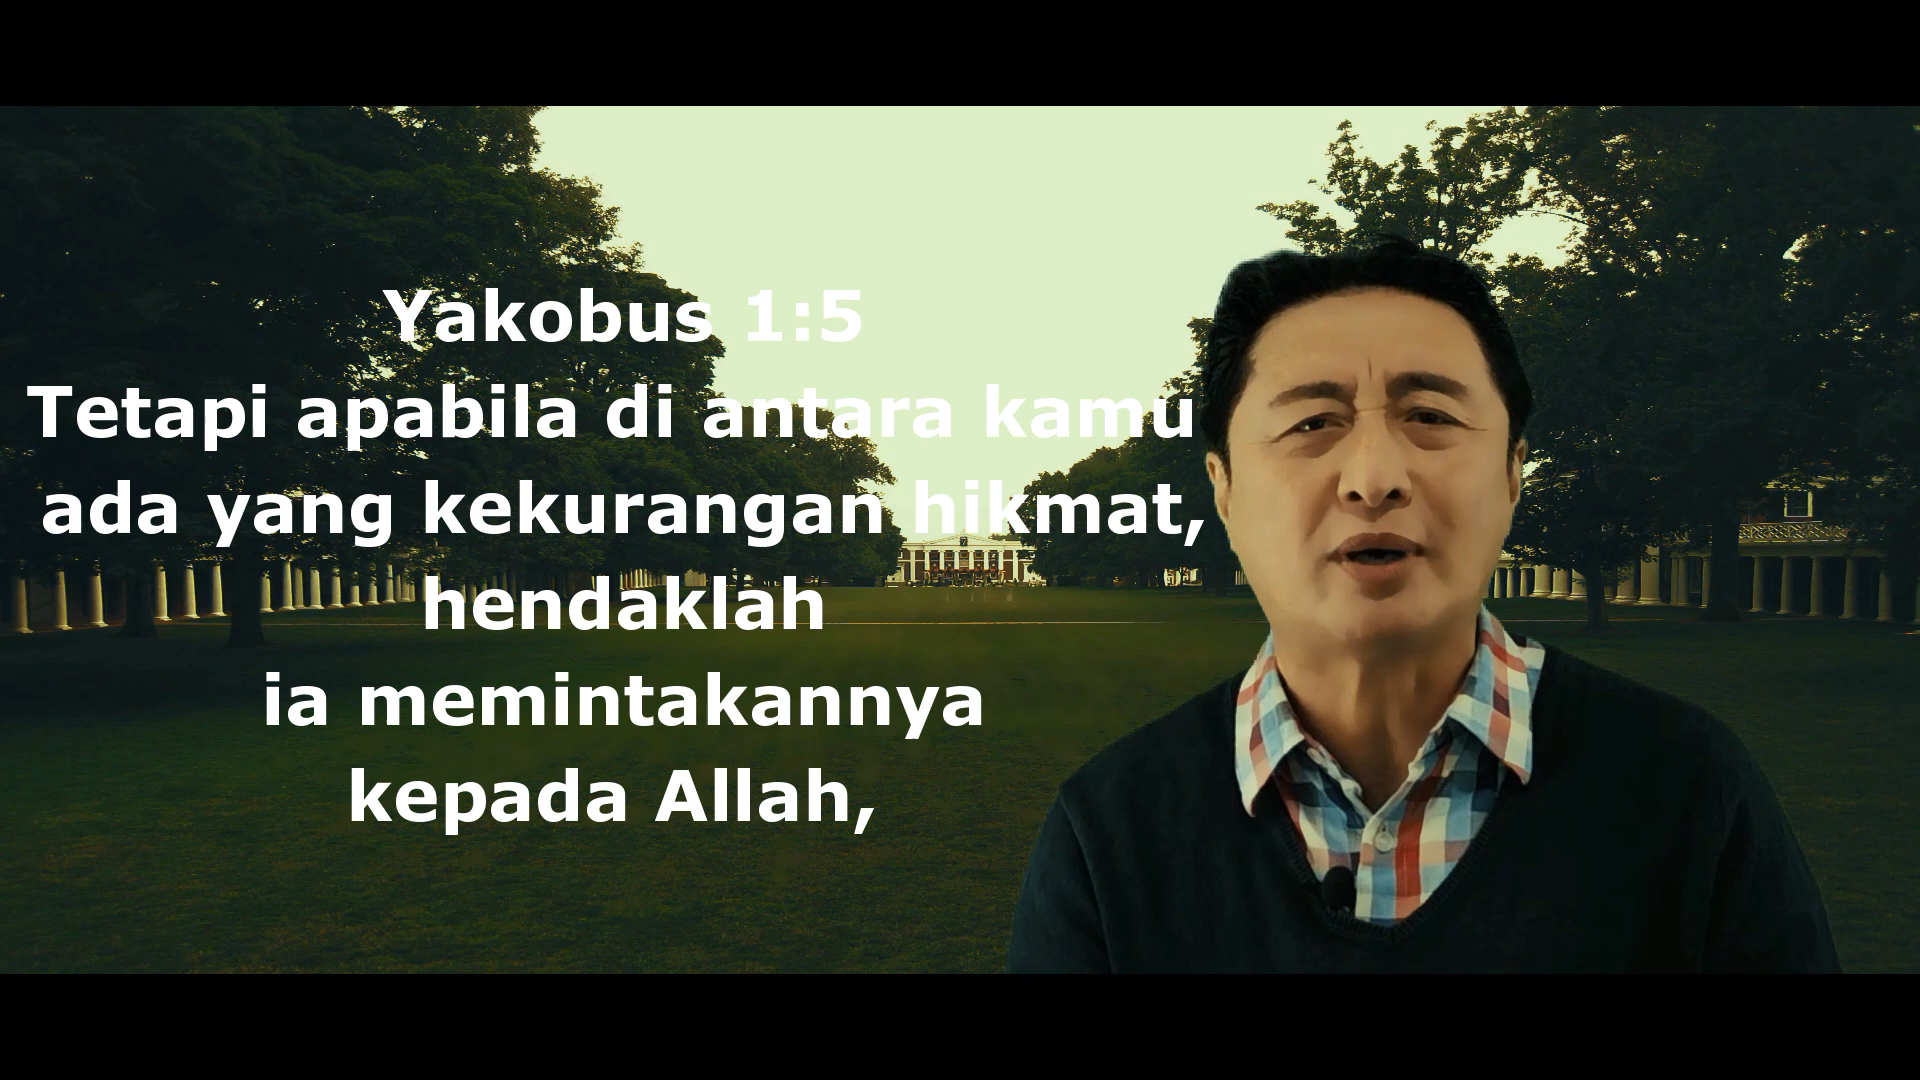 Yakobus 1:5
Tetapi apabila di antara kamu
ada yang kekurangan hikmat,
hendaklah
ia memintakannya
kepada Allah,